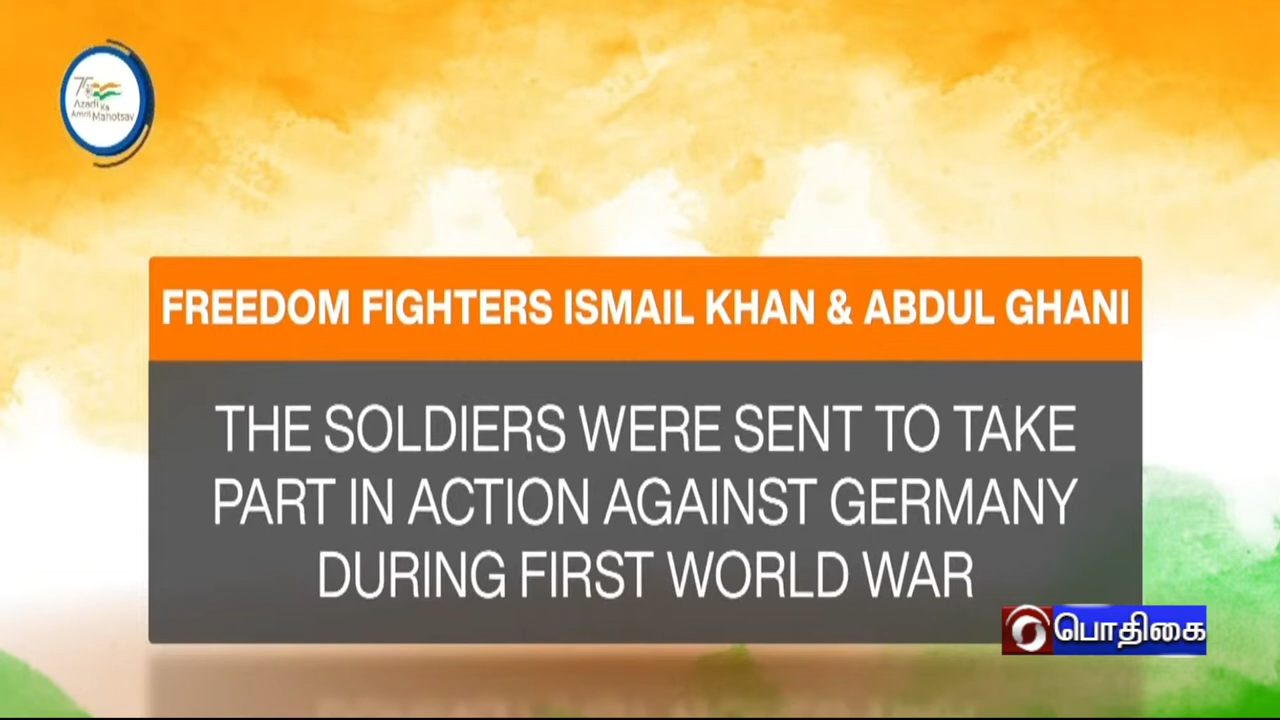 75
Azadi Ka
Amrit Mahotsav
FREEDOM FIGHTERS ISMAIL KHAN & ABDUL GHANI
THE SOLDIERS WERE SENT TO TAKE
PART IN ACTION AGAINST GERMANY
DURING FIRST WORLD WAR
பொதிகை